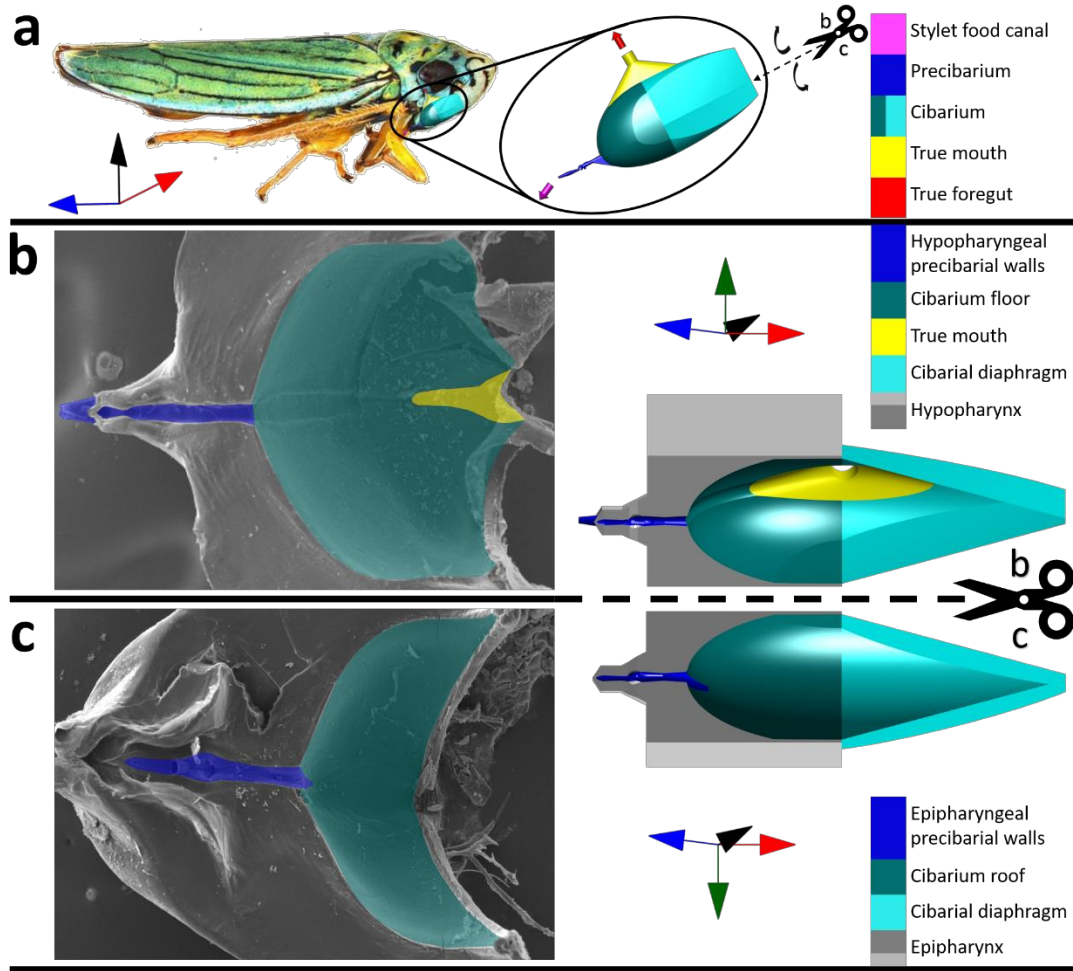 a
b
c
Stylet food canal
Precibarium
Cibarium
True mouth
True foregut
b
Hypopharyngeal
precibarial walls
Cibarium floor
True mouth
Cibarial diaphragm
Hypopharynx
b
c
c
Epipharyngeal
precibarial walls
Cibarium roof
Cibarial diaphragm
Epipharynx